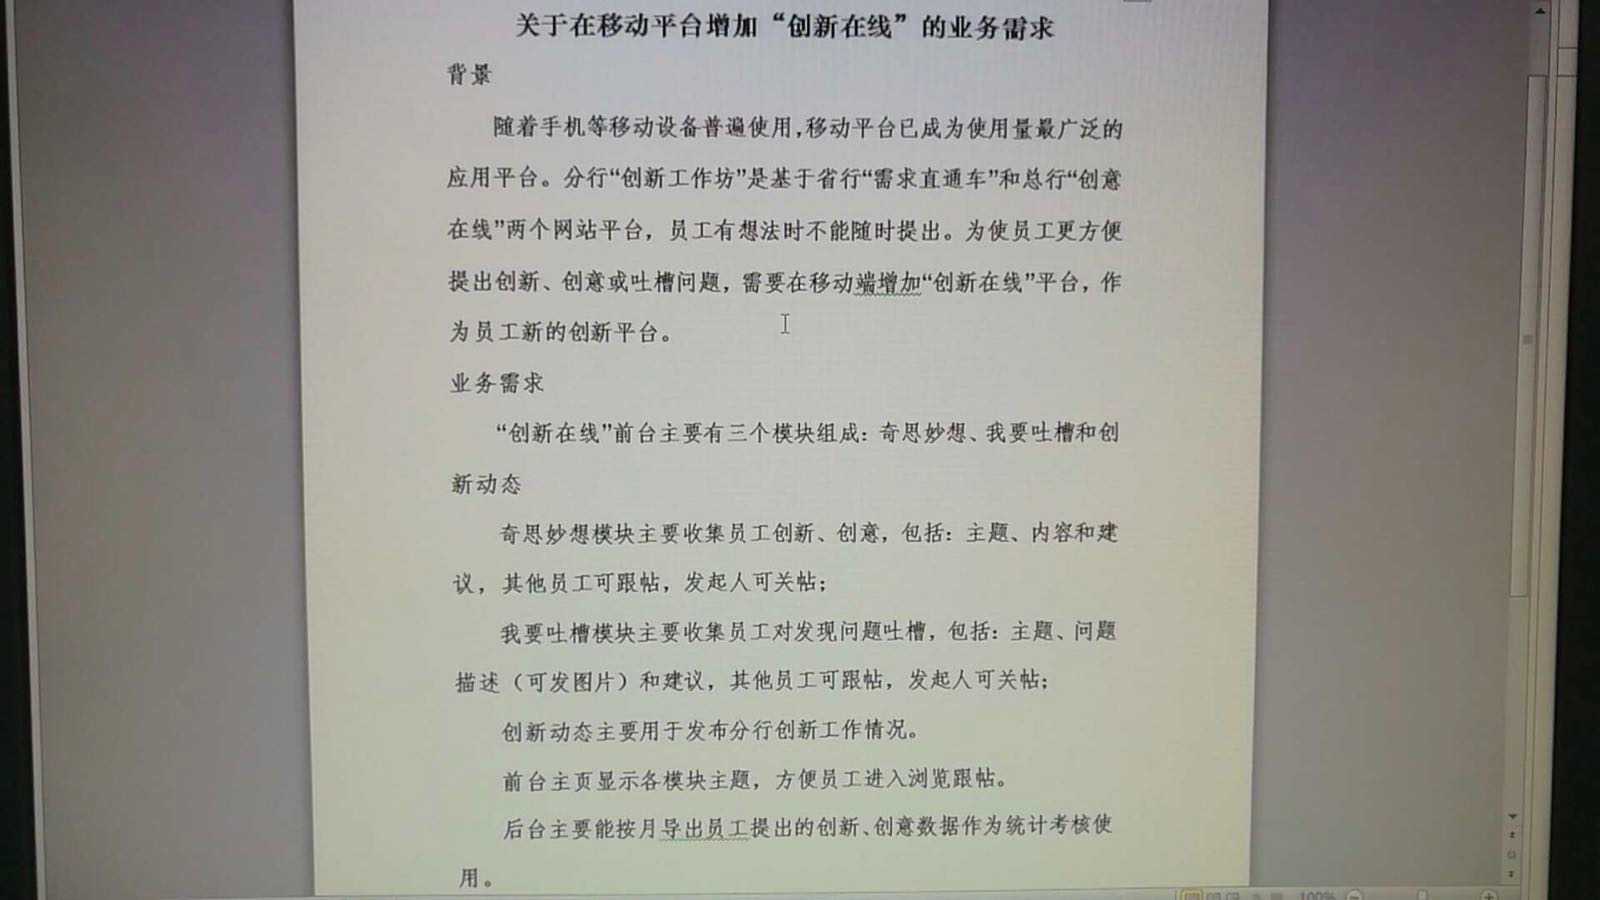 关于在移动平台增加“创新在线”的业务需求
背景
随着手机等移动设备普遍使用,移动平台已成为使用量最广泛的
应用平台。分行“创新工作坊”是基于省行“需求直通车”和总行“创意
在线”两个网站平台，员工有想法时不能随时提出。为使员工更方便
提出创新、创意或吐槽问题，需要在移动端增加“创新在线”平台，作
为员工新的创新平台。
业务需求
“创新在线”前台主要有三个模块组成：奇思妙想、我要吐槽和创
新动态
奇思妙想模块主要收集员工创新、创意，包括：主题、内容和建
议，其他员工可跟帖，发起人可关帖；
我要吐槽模块主要收集员工对发现问题吐槽，包括：主题、问题
描述（可发图片）和建议，其他员工可跟帖，发起人可关帖；
创新动态主要用于发布分行创新工作情况。
前台主页显示各模块主题，方便员工进入浏览跟帖。
后台主要能按月导出员工提出的创新、创意数据作为统计考核使
用。
100%